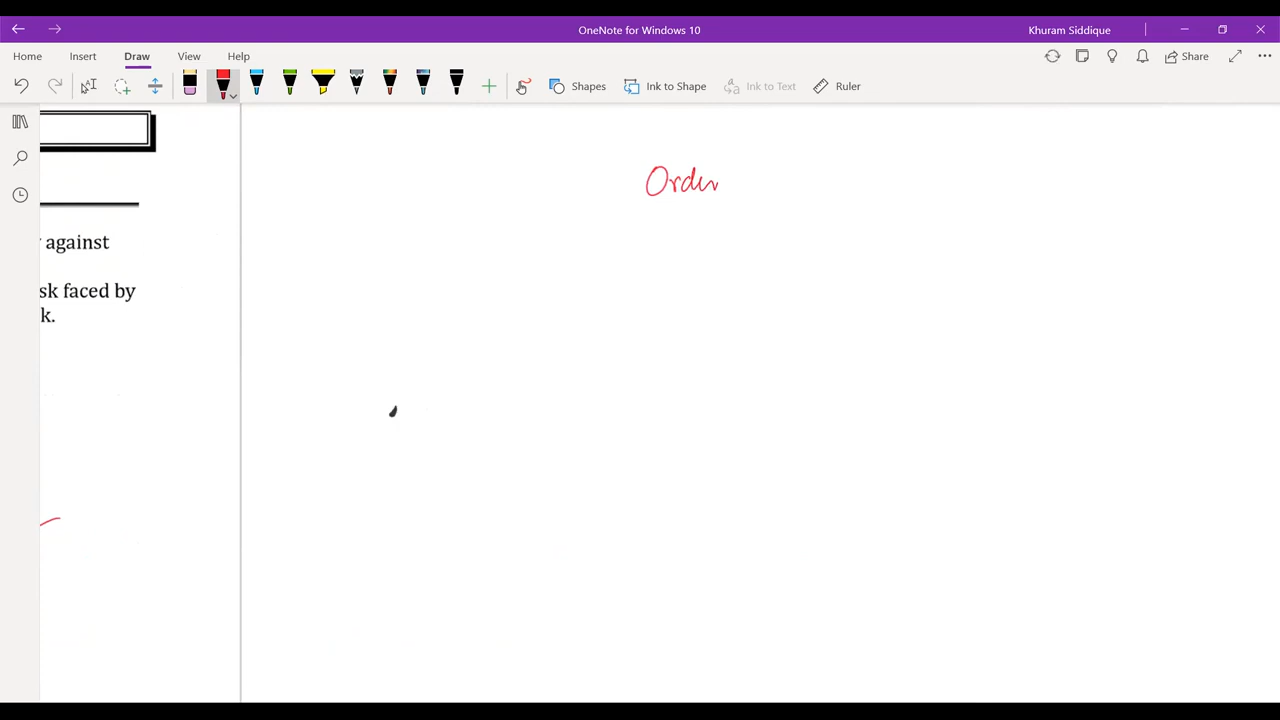 OneNote for Windows 10
Khuram Siddique
Home Insert Draw View Help
Share
Shapes Ink to Shape Ink to Text Ruler
Order
against
sk faced by
k.